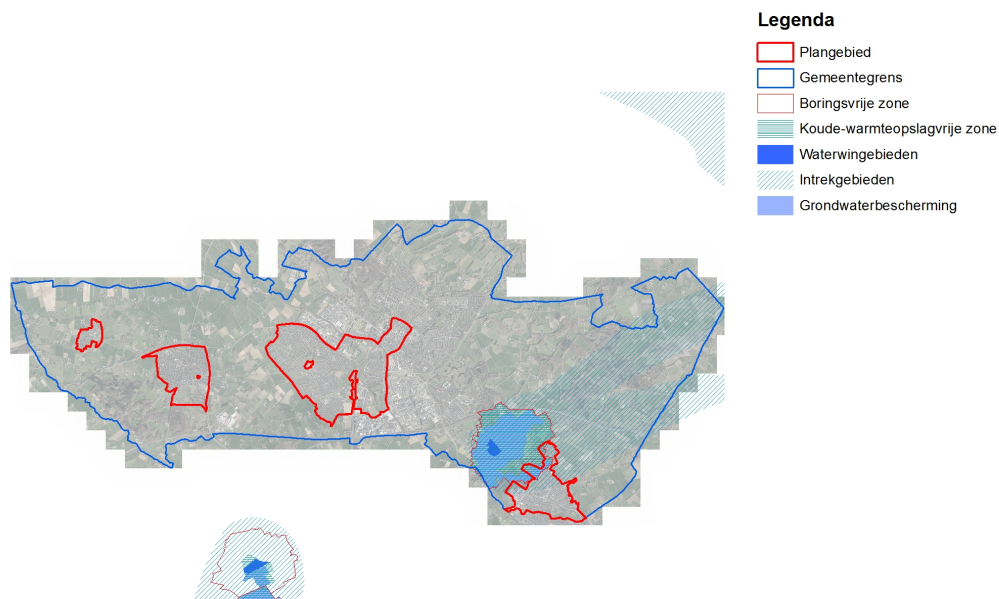 Legenda
Plangebied
Gemeentegrens
Boringsvrije zone
Koude-warmteopslagvrije zone
Waterwingebieden
Intrekgebieden
Grondwaterbescherming